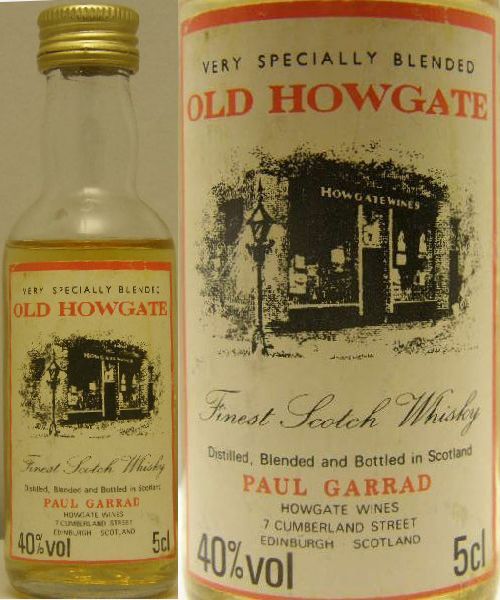 VERY SPECIALLY BLENDED
OLD HOWGATE
HOWGATE WINES
Finest Scotch Whisky
Distilled, Blended and Bottled in Scotland
PAUL GARRAD
HOWGATE WINES
7 CUMBERLAND STREET
EDINBURGH SCOTLAND
40%vol 5cl
VERY SPECIALLY BLENDED
OLD HOWGATE
HOWGATE WINES
Finest Scotch Whisky
Distilled, Blended and Bottled in Scotland
PAUL GARRAD
HOWGATE WINES
7 CUMBERLAND STREET
EDINBURGH · SCOTLAND
40%vol 5cl